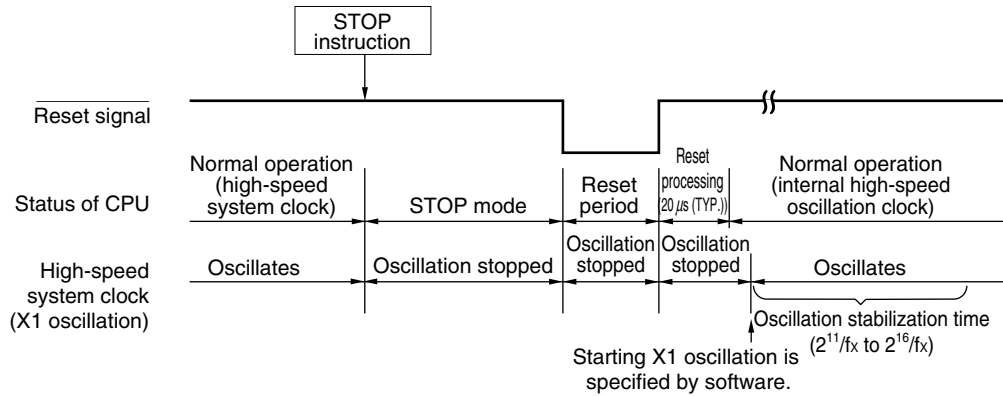 STOP
instruction
Reset signal
Status of CPU
Normal operation
(high-speed
system clock)
STOP mode
Reset
period
Reset
processing
(20 μs (TYP.))
Normal operation
(internal high-speed
oscillation clock)
High-speed
system clock
(X1 oscillation)
Oscillates
Oscillation stopped
Oscillation
stopped
Oscillation
stopped
Oscillates
Oscillation stabilization time
(2¹¹/fx to 2¹⁶/fx)
Starting X1 oscillation is
specified by software.